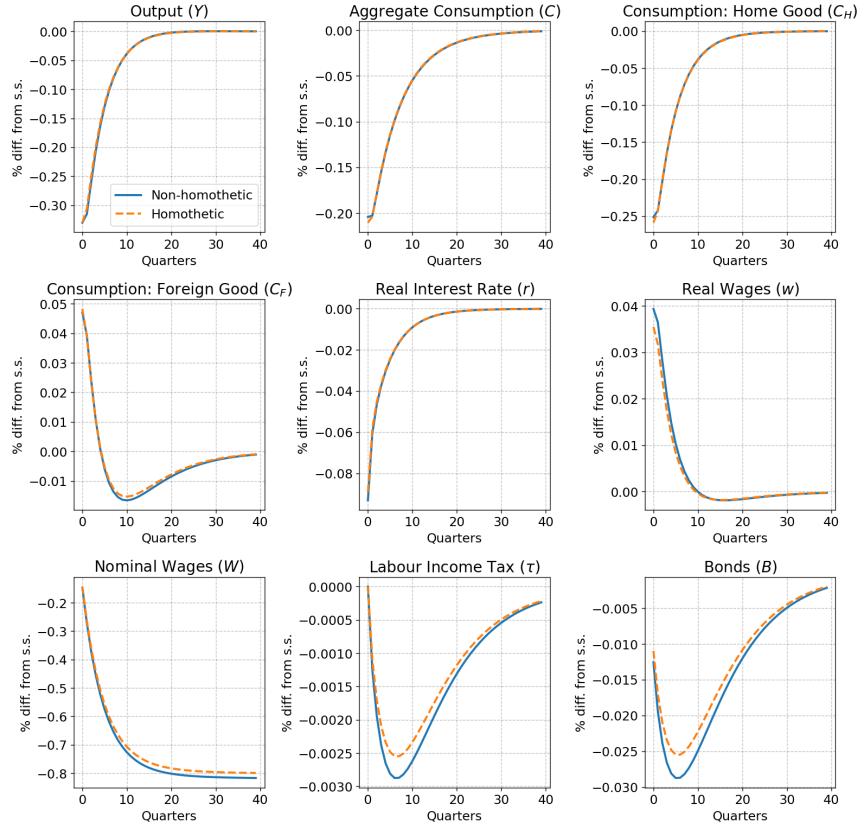 Output (Y)
% diff. from s.s.
0.00
−0.05
−0.10
−0.15
−0.20
−0.25
−0.30
Non-homothetic
Homothetic
0 10 20 30 40
Quarters
Aggregate Consumption (C)
% diff. from s.s.
0.00
−0.05
−0.10
−0.15
−0.20
0 10 20 30 40
Quarters
Consumption: Home Good (C_H)
% diff. from s.s.
0.00
−0.05
−0.10
−0.15
−0.20
−0.25
0 10 20 30 40
Quarters
Consumption: Foreign Good (C_F)
% diff. from s.s.
0.05
0.04
0.03
0.02
0.01
0.00
−0.01
0 10 20 30 40
Quarters
Real Interest Rate (r)
% diff. from s.s.
0.00
−0.02
−0.04
−0.06
−0.08
0 10 20 30 40
Quarters
Real Wages (w)
% diff. from s.s.
0.04
0.03
0.02
0.01
0.00
0 10 20 30 40
Quarters
Nominal Wages (W)
% diff. from s.s.
−0.2
−0.3
−0.4
−0.5
−0.6
−0.7
−0.8
0 10 20 30 40
Quarters
Labour Income Tax (τ)
% diff. from s.s.
0.0000
−0.0005
−0.0010
−0.0015
−0.0020
−0.0025
−0.0030
0 10 20 30 40
Quarters
Bonds (B)
% diff. from s.s.
−0.005
−0.010
−0.015
−0.020
−0.025
−0.030
0 10 20 30 40
Quarters